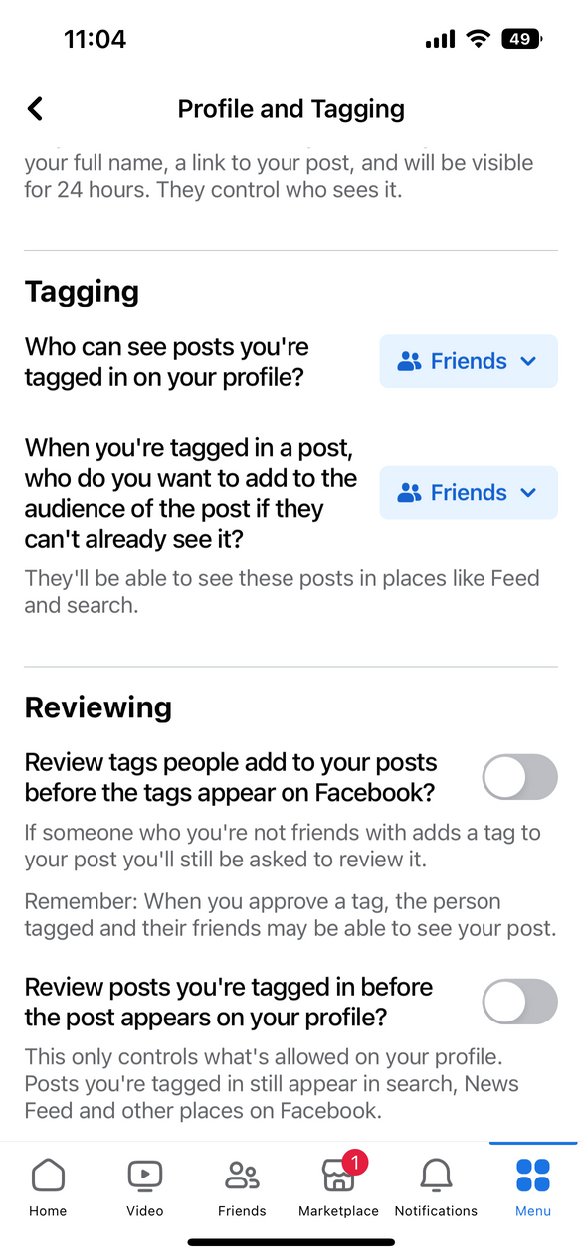 11:04
49
Profile and Tagging
your full name, a link to your post, and will be visible
for 24 hours. They control who sees it.
Tagging
Who can see posts you're
tagged in on your profile?
Friends
When you're tagged in a post,
who do you want to add to the
audience of the post if they
can't already see it?
Friends
They'll be able to see these posts in places like Feed
and search.
Reviewing
Review tags people add to your posts
before the tags appear on Facebook?
If someone who you're not friends with adds a tag to
your post you'll still be asked to review it.
Remember: When you approve a tag, the person
tagged and their friends may be able to see your post.
Review posts you're tagged in before
the post appears on your profile?
This only controls what's allowed on your profile.
Posts you're tagged in still appear in search, News
Feed and other places on Facebook.
1
Home Video Friends Marketplace Notifications Menu